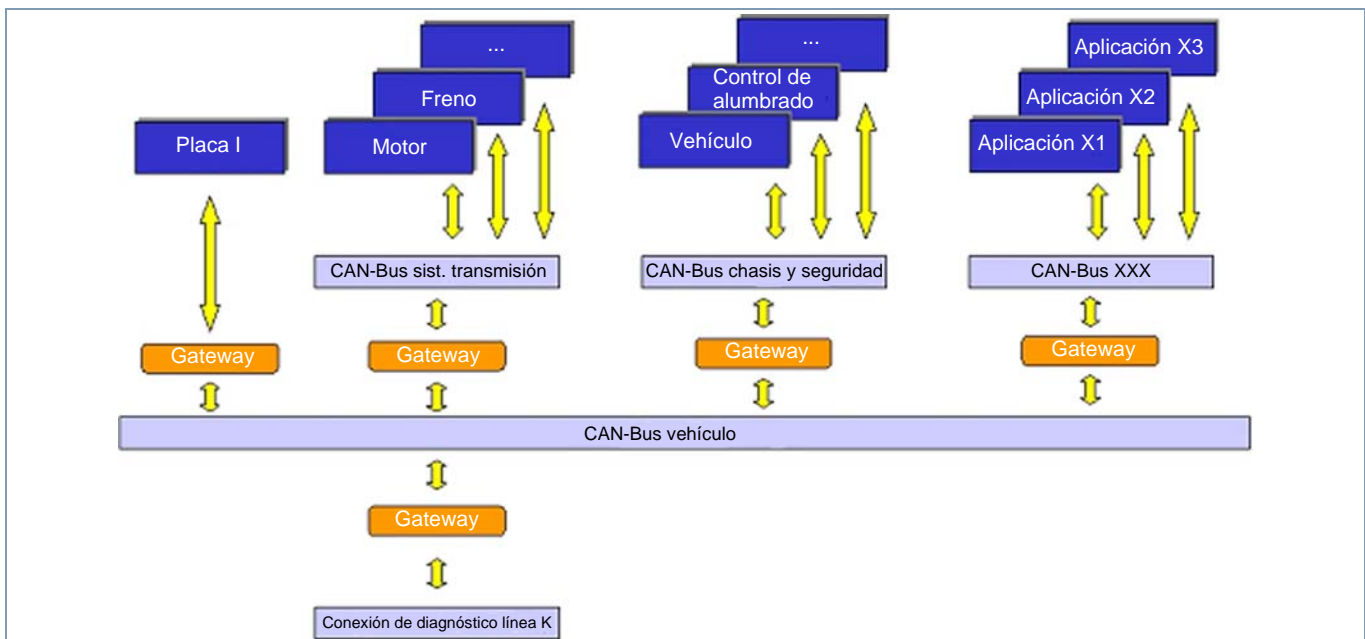 ...
...
Aplicación X3
Freno
Control de
alumbrado
Aplicación X2
Placa I
Motor
Vehículo
Aplicación X1
CAN-Bus sist. transmisión
CAN-Bus chasis y seguridad
CAN-Bus XXX
Gateway
Gateway
Gateway
Gateway
CAN-Bus vehículo
Gateway
Conexión de diagnóstico línea K